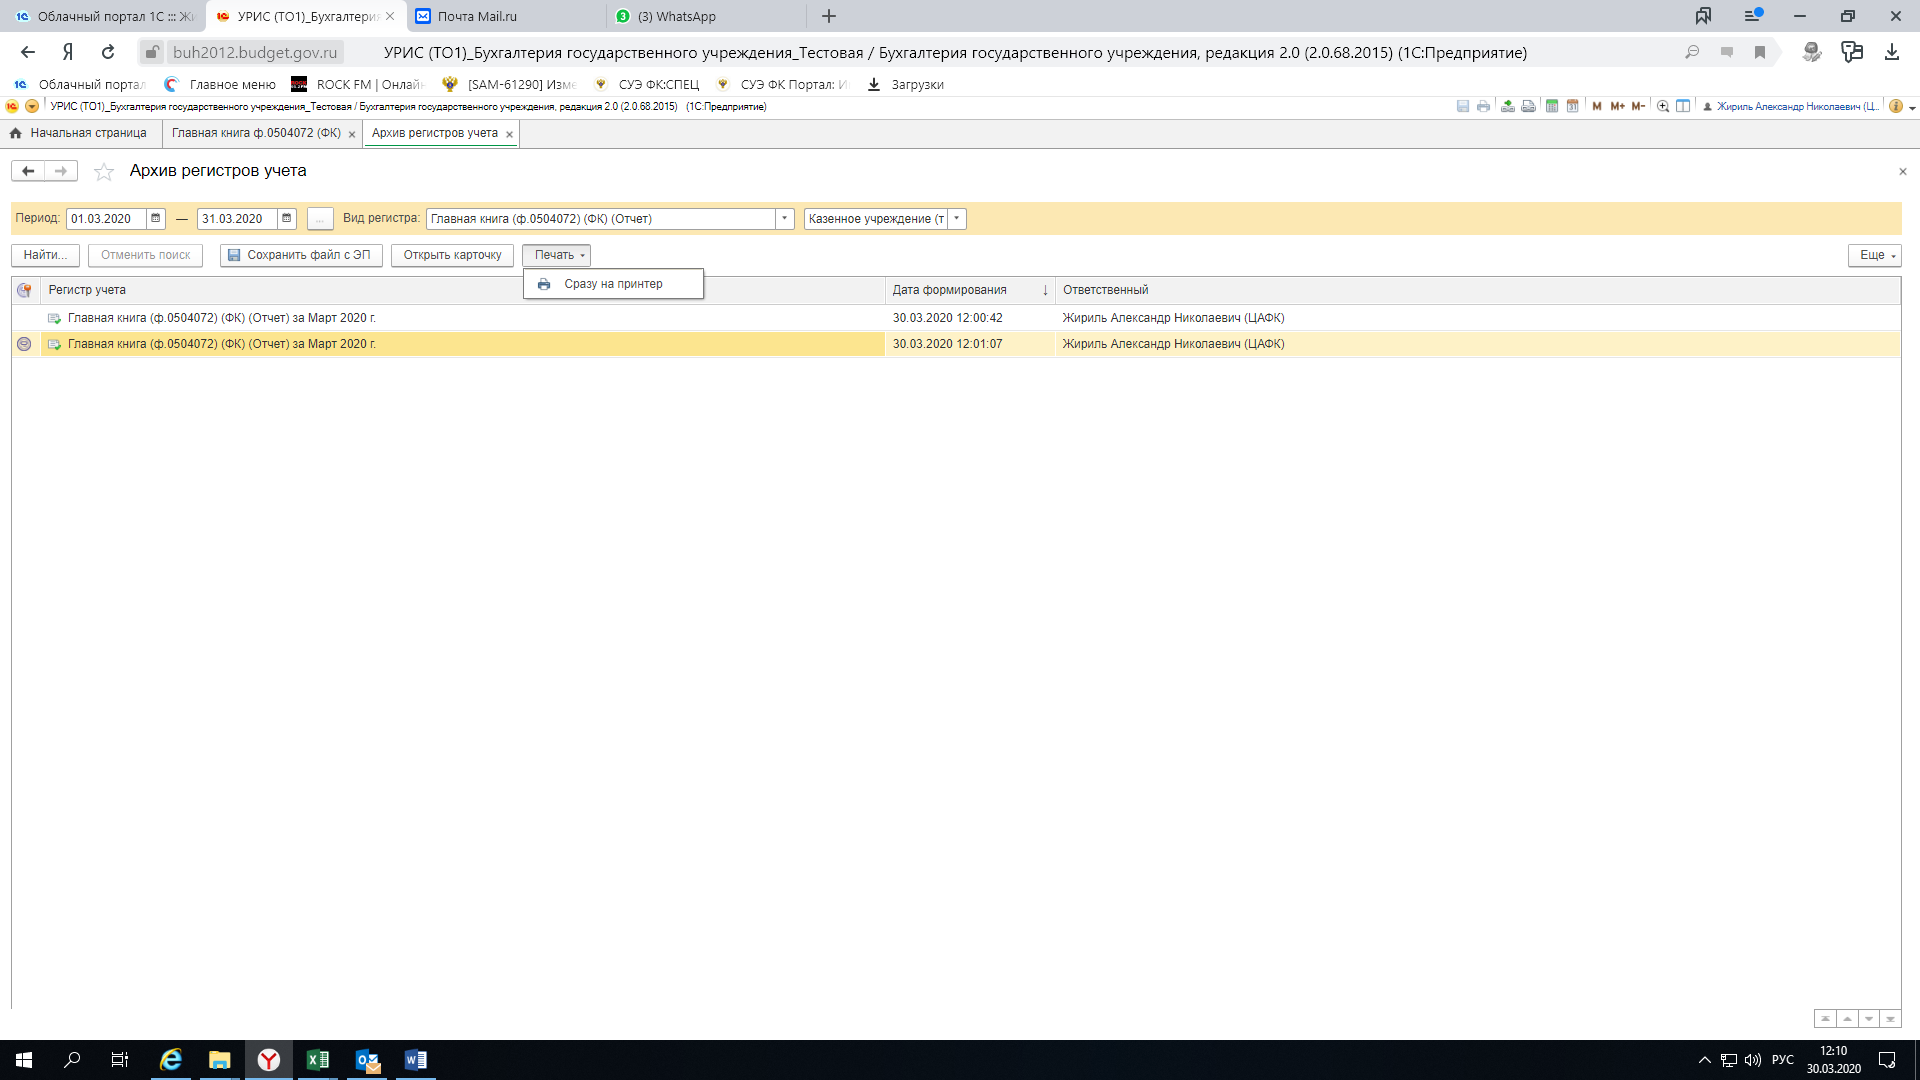 Облачный портал 1С ::: Жи
УРИС (ТО1)_Бухгалтерия
Почта Mail.ru
3 (3) WhatsApp
buh2012.budget.gov.ru
УРИС (ТО1)_Бухгалтерия государственного учреждения_Тестовая / Бухгалтерия государственного учреждения, редакция 2.0 (2.0.68.2015) (1С:Предприятие)
Облачный портал
Главное меню
ROCK FM | Онлайн
[SAM-61290] Изме
СУЭ ФК:СПЕЦ
СУЭ ФК Портал: И
Загрузки
УРИС (ТО1)_Бухгалтерия государственного учреждения_Тестовая / Бухгалтерия государственного учреждения, редакция 2.0 (2.0.68.2015) (1С:Предприятие)
31 M M+ M- Жириль Александр Николаевич (Ц...
Начальная страница
Главная книга ф.0504072 (ФК)
Архив регистров учета
Архив регистров учета
Период: 01.03.2020 — 31.03.2020 ... Вид регистра: Главная книга (ф.0504072) (ФК) (Отчет) Казенное учреждение (т
Найти... Отменить поиск Сохранить файл с ЭП Открыть карточку Печать Еще
Сразу на принтер
Регистр учета Дата формирования ↓ Ответственный
Главная книга (ф.0504072) (ФК) (Отчет) за Март 2020 г. 30.03.2020 12:00:42 Жириль Александр Николаевич (ЦАФК)
Главная книга (ф.0504072) (ФК) (Отчет) за Март 2020 г. 30.03.2020 12:01:07 Жириль Александр Николаевич (ЦАФК)
РУС
12:10
30.03.2020